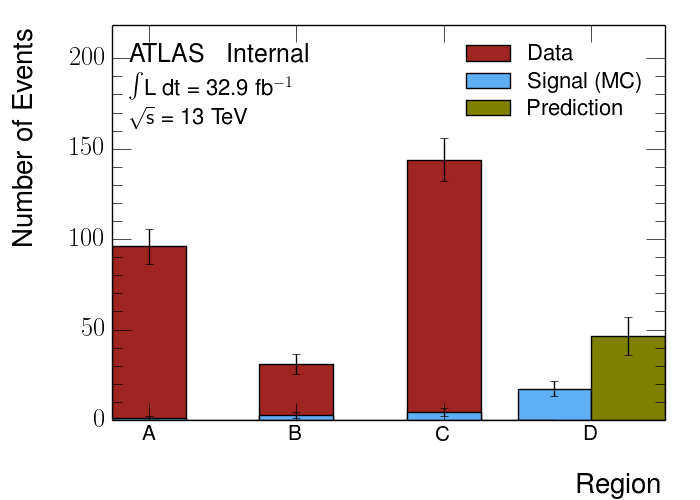 ATLAS Internal
∫L dt = 32.9 fb⁻¹
√s = 13 TeV
Data
Signal (MC)
Prediction
Number of Events
200
150
100
50
0
A B C D
Region